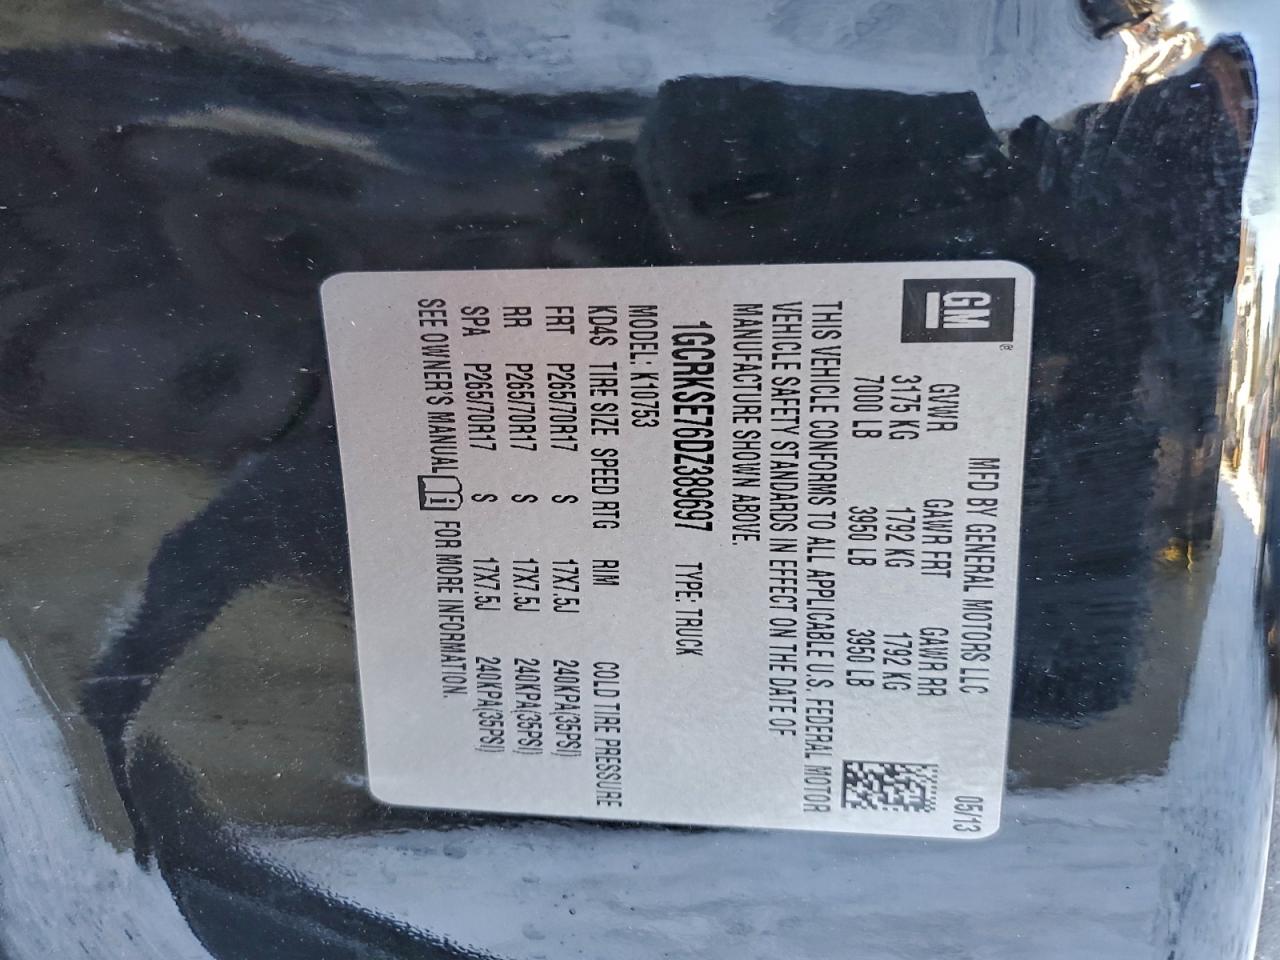 GM
MFD BY GENERAL MOTORS LLC 05/13
GVWR GAWR FRT GAWR RR
3175 KG 1792 KG 1792 KG
7000 LB 3950 LB 3950 LB
THIS VEHICLE CONFORMS TO ALL APPLICABLE U.S. FEDERAL MOTOR
VEHICLE SAFETY STANDARDS IN EFFECT ON THE DATE OF
MANUFACTURE SHOWN ABOVE.
1GCRKSE76DZ389697 TYPE: TRUCK
MODEL: K10753
KD4S TIRE SIZE SPEED RTG RIM COLD TIRE PRESSURE
FRT P265/70R17 S 17X7.5J 240KPA(35PSI)
RR P265/70R17 S 17X7.5J 240KPA(35PSI)
SPA P265/70R17 S 17X7.5J 240KPA(35PSI)
SEE OWNER'S MANUAL i FOR MORE INFORMATION.